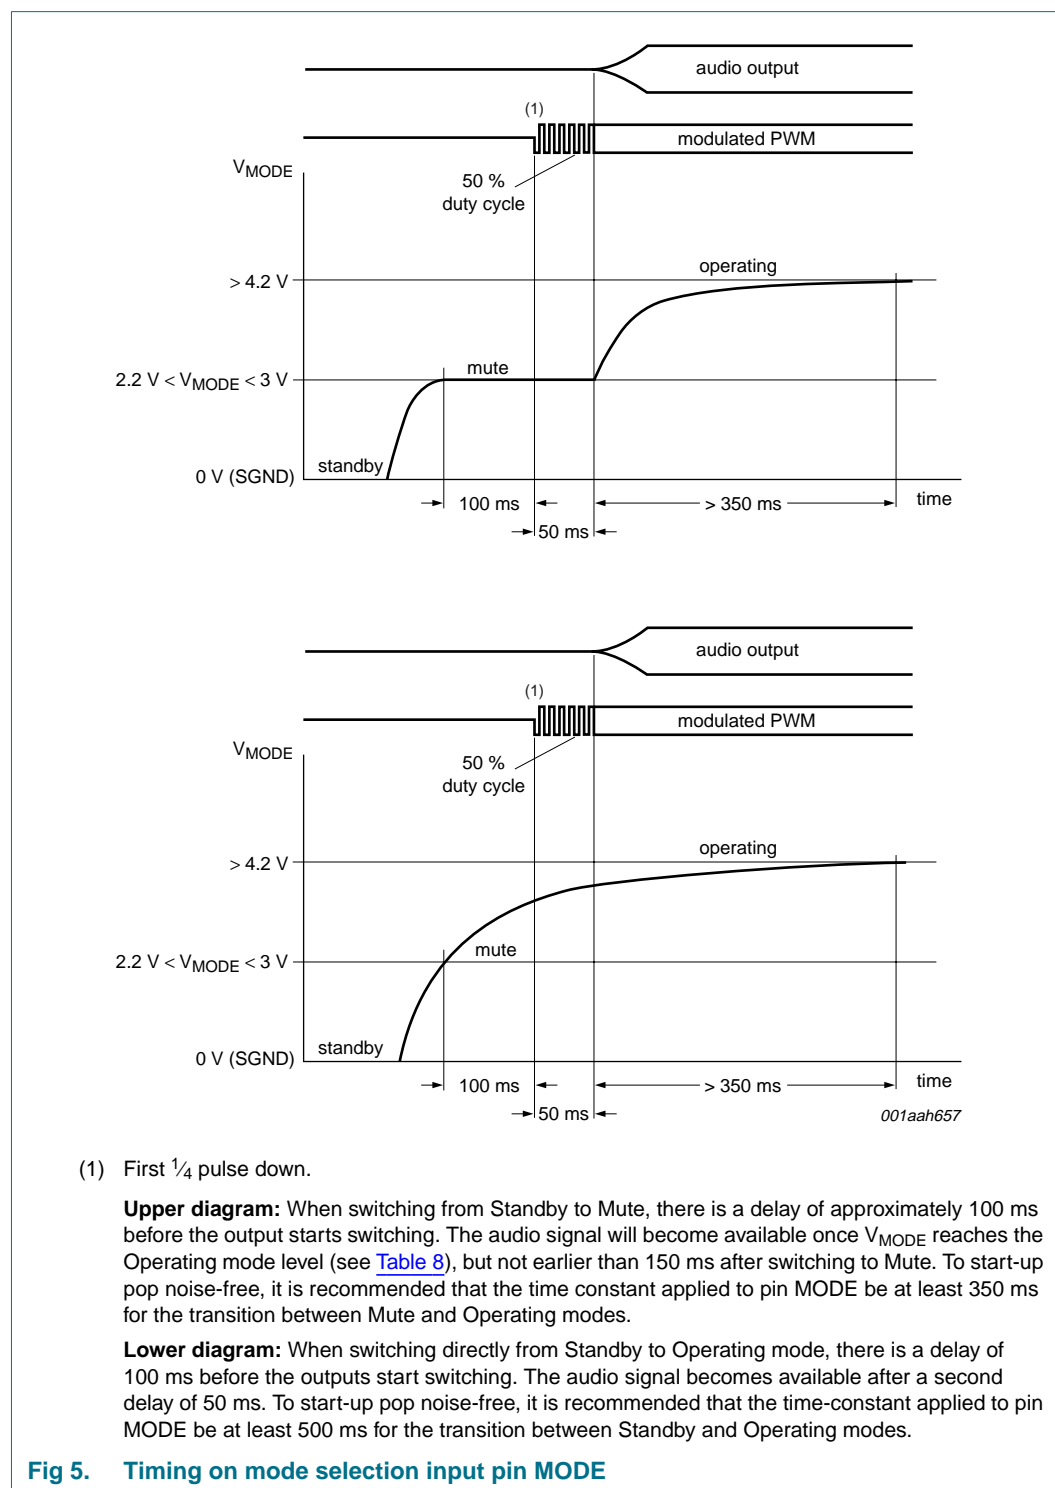 audio output
(1)
modulated PWM
VMODE
50 %
duty cycle
operating
> 4.2 V
mute
2.2 V < VMODE < 3 V
standby
0 V (SGND)
time
100 ms
> 350 ms
50 ms
audio output
(1)
modulated PWM
VMODE
50 %
duty cycle
operating
> 4.2 V
mute
2.2 V < VMODE < 3 V
standby
0 V (SGND)
time
100 ms
> 350 ms
50 ms
001aah657
(1) First 1⁄4 pulse down.
Upper diagram: When switching from Standby to Mute, there is a delay of approximately 100 ms
before the output starts switching. The audio signal will become available once VMODE reaches the
Operating mode level (see Table 8), but not earlier than 150 ms after switching to Mute. To start-up
pop noise-free, it is recommended that the time constant applied to pin MODE be at least 350 ms
for the transition between Mute and Operating modes.
Lower diagram: When switching directly from Standby to Operating mode, there is a delay of
100 ms before the outputs start switching. The audio signal becomes available after a second
delay of 50 ms. To start-up pop noise-free, it is recommended that the time-constant applied to pin
MODE be at least 500 ms for the transition between Standby and Operating modes.
Fig 5. Timing on mode selection input pin MODE